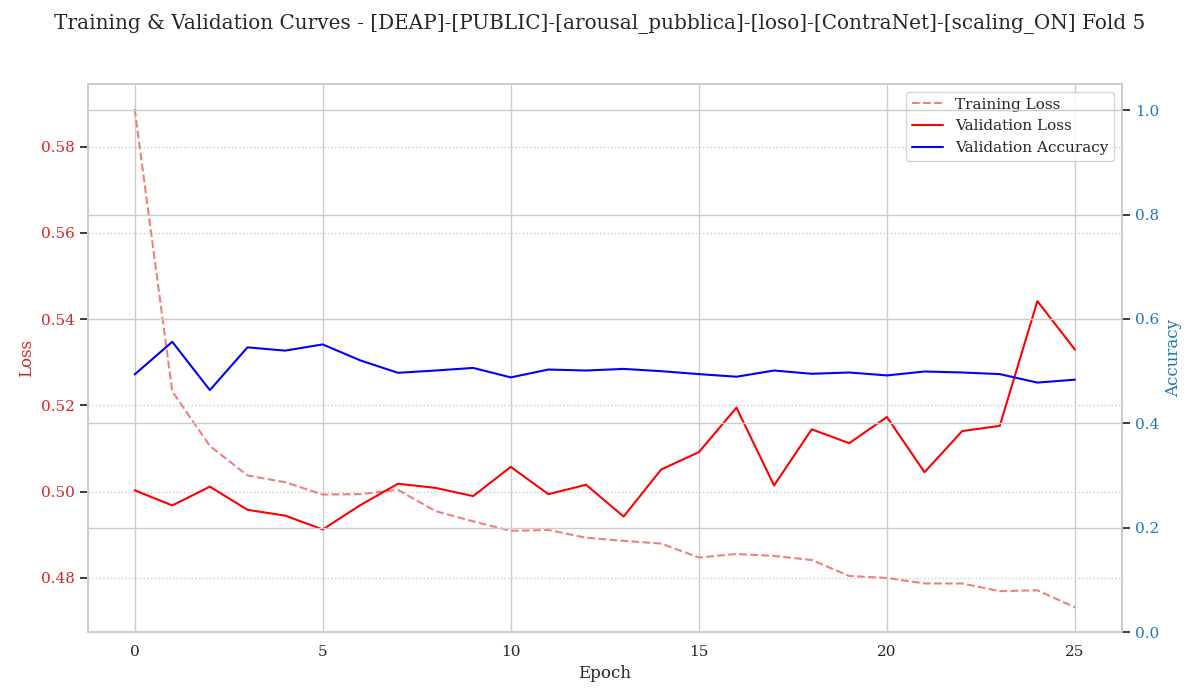 Training & Validation Curves - [DEAP]-[PUBLIC]-[arousal_pubblica]-[loso]-[ContraNet]-[scaling_ON] Fold 5
Training Loss
Validation Loss
Validation Accuracy
Loss
0.58
0.56
0.54
0.52
0.50
0.48
1.0
0.8
0.6
0.4
0.2
0.0
Accuracy
0 5 10 15 20 25
Epoch